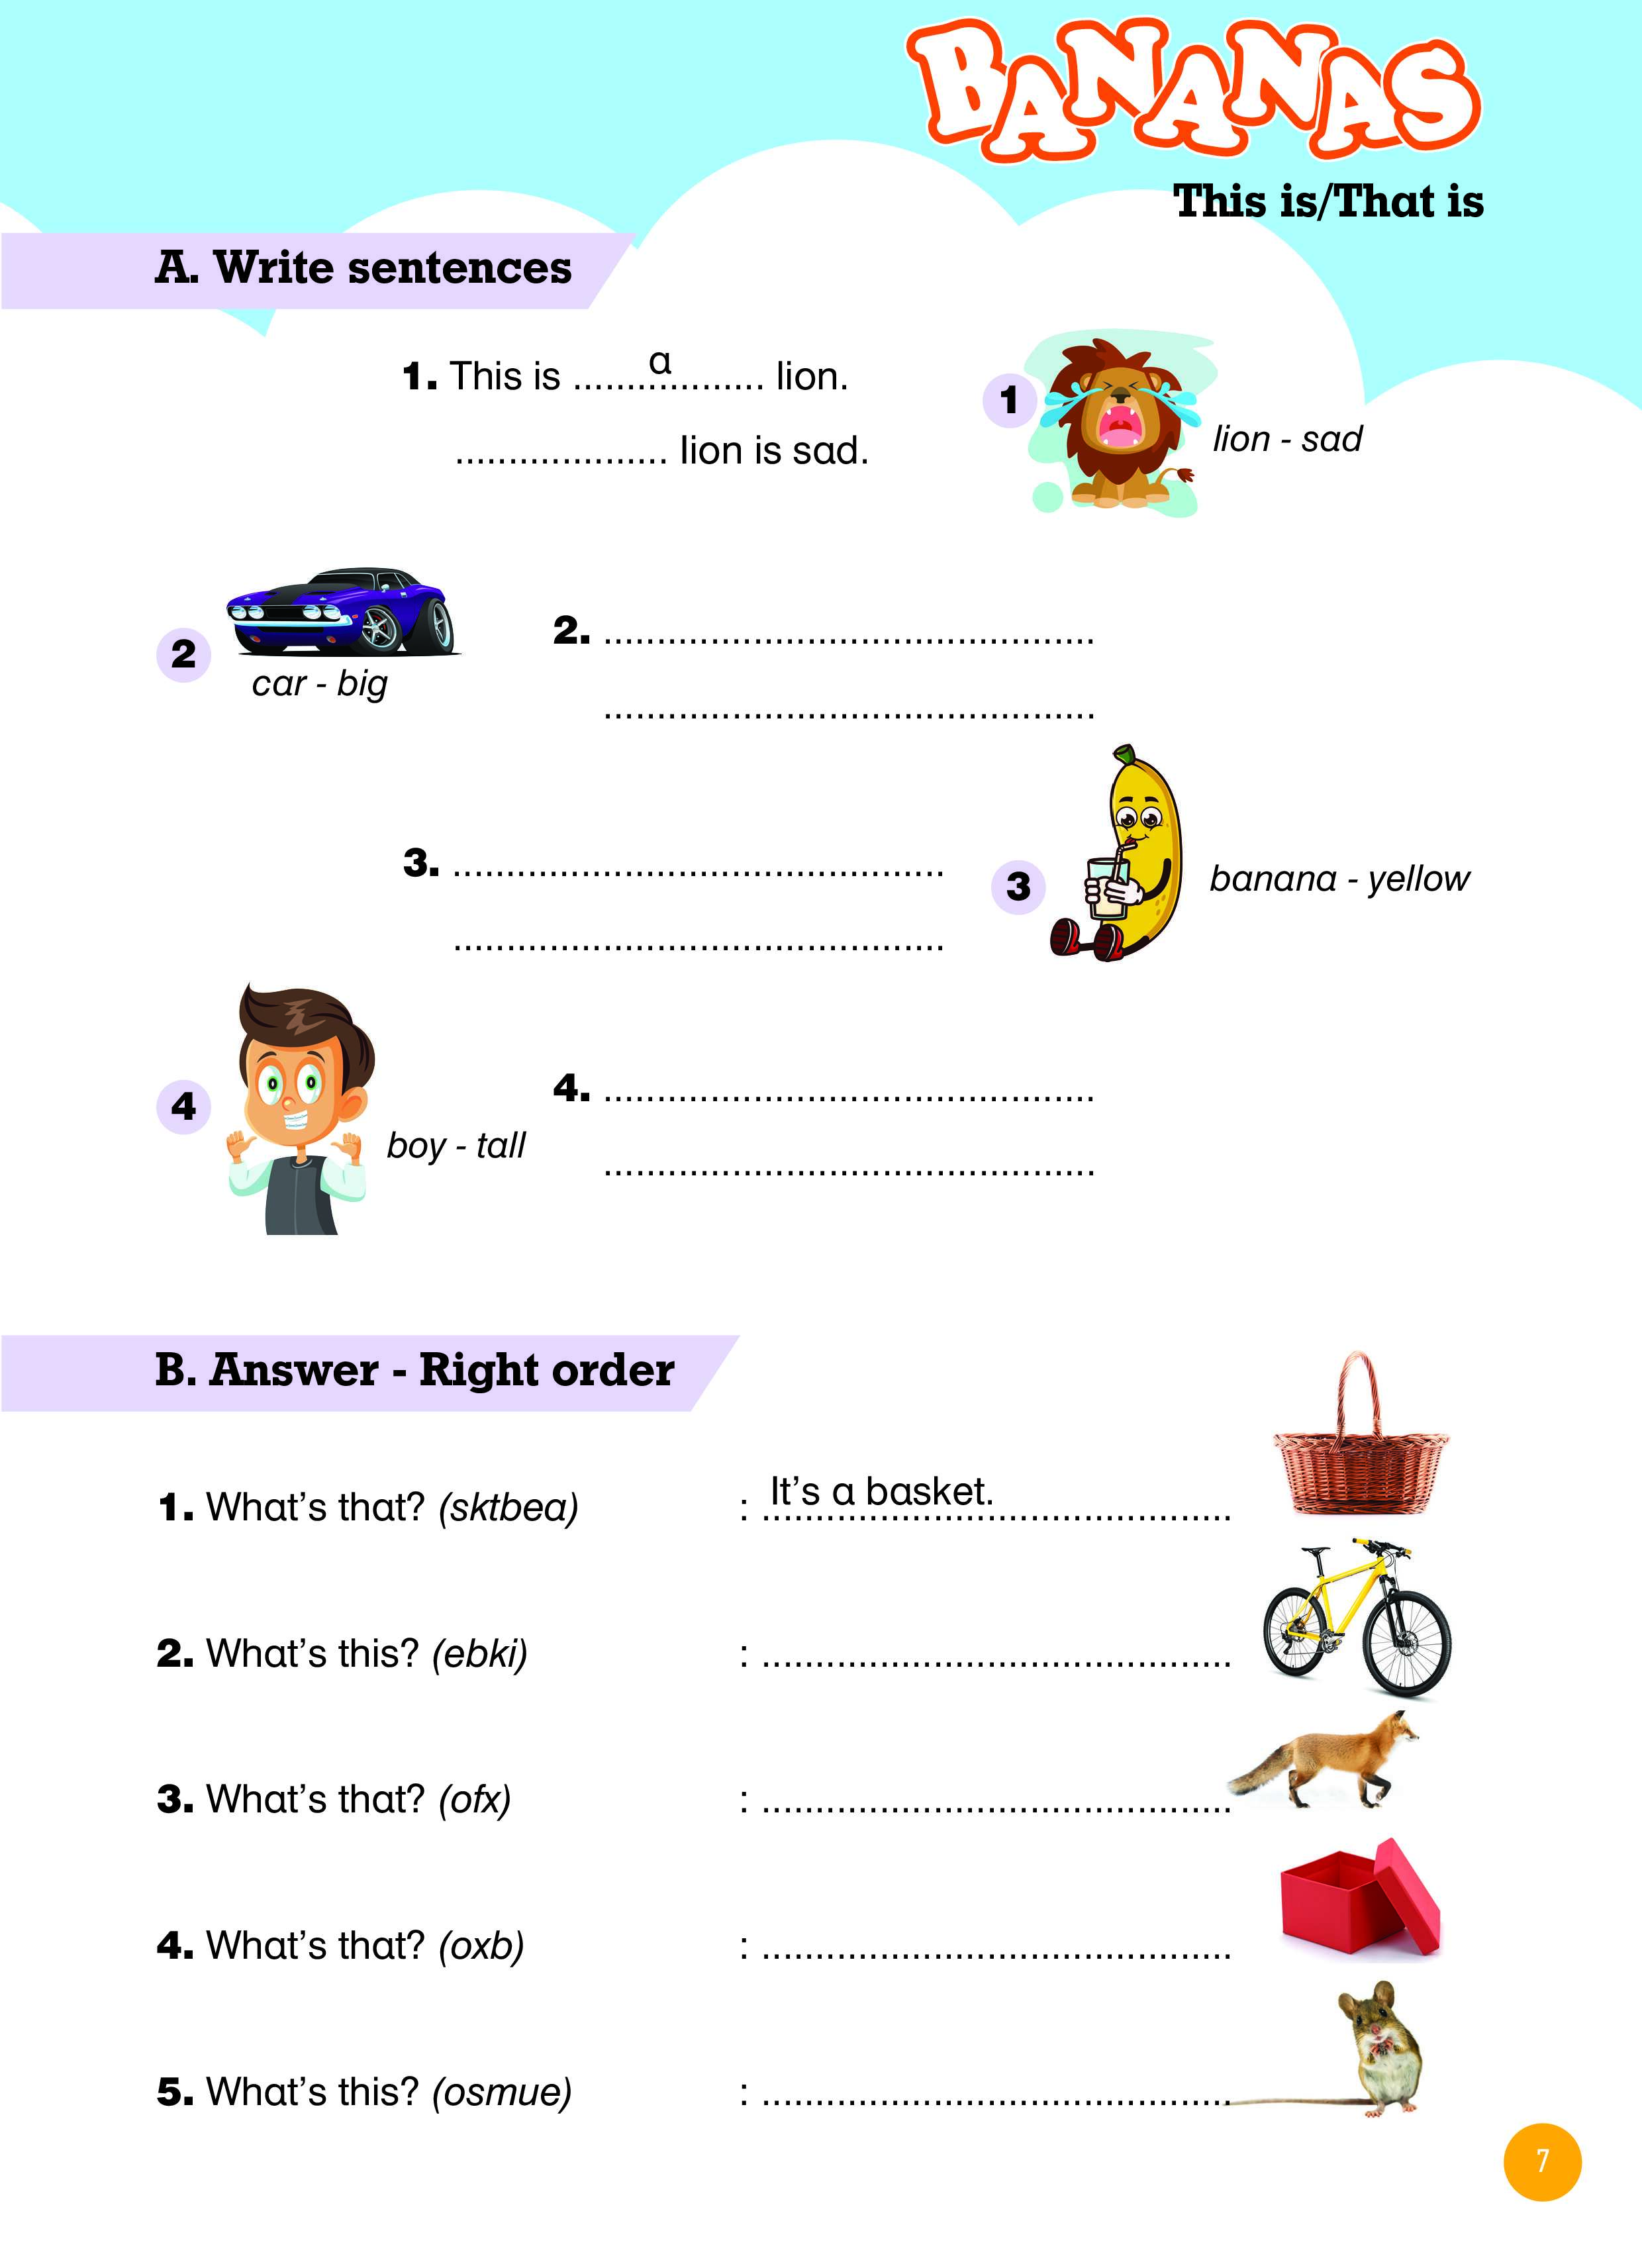 BANANAS
This is/That is
A. Write sentences
1. This is .................. lion.
a
.................... lion is sad.
1
lion - sad
2
car - big
2. ..............................................
..............................................
3. ..............................................
..............................................
3
banana - yellow
4
boy - tall
4. ..............................................
..............................................
B. Answer - Right order
1. What's that? (sktbea) : It's a basket. ............................................
2. What's this? (ebki) : ............................................
3. What's that? (ofx) : ............................................
4. What's that? (oxb) : ............................................
5. What's this? (osmue) : ............................................
7